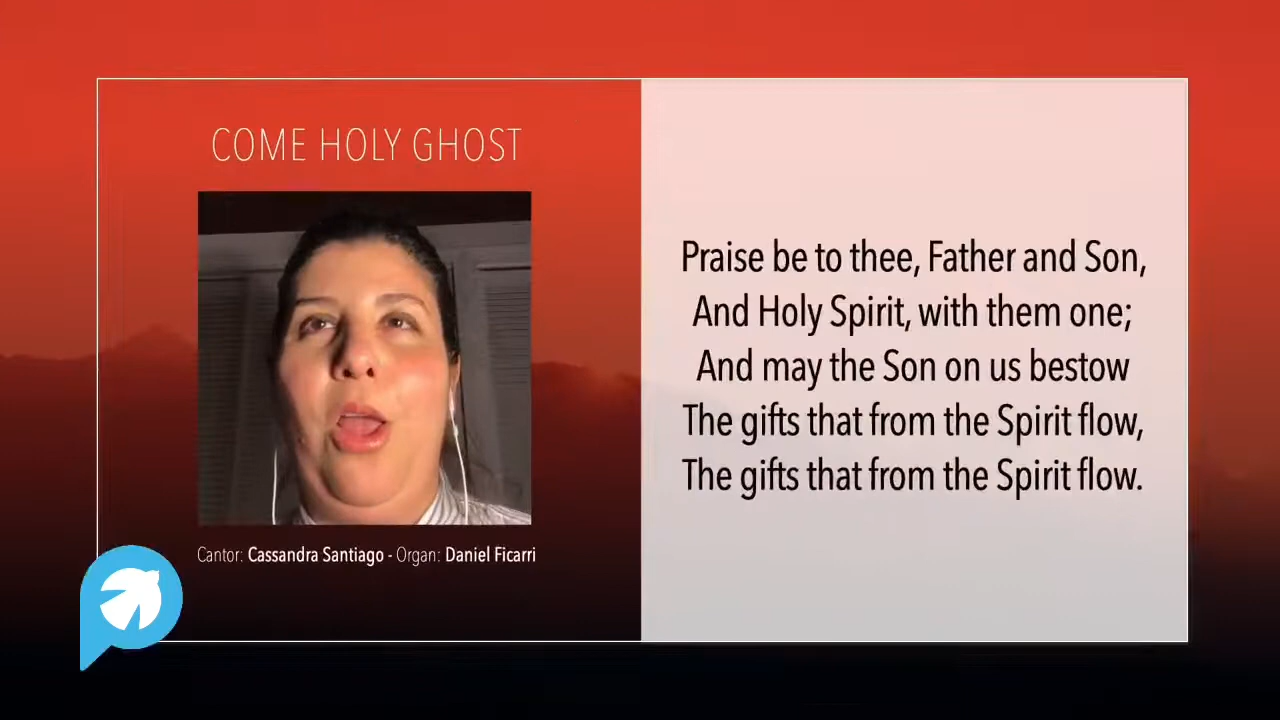 COME HOLY GHOST
Cantor: Cassandra Santiago - Organ: Daniel Ficarri
Praise be to thee, Father and Son,
And Holy Spirit, with them one;
And may the Son on us bestow
The gifts that from the Spirit flow,
The gifts that from the Spirit flow.